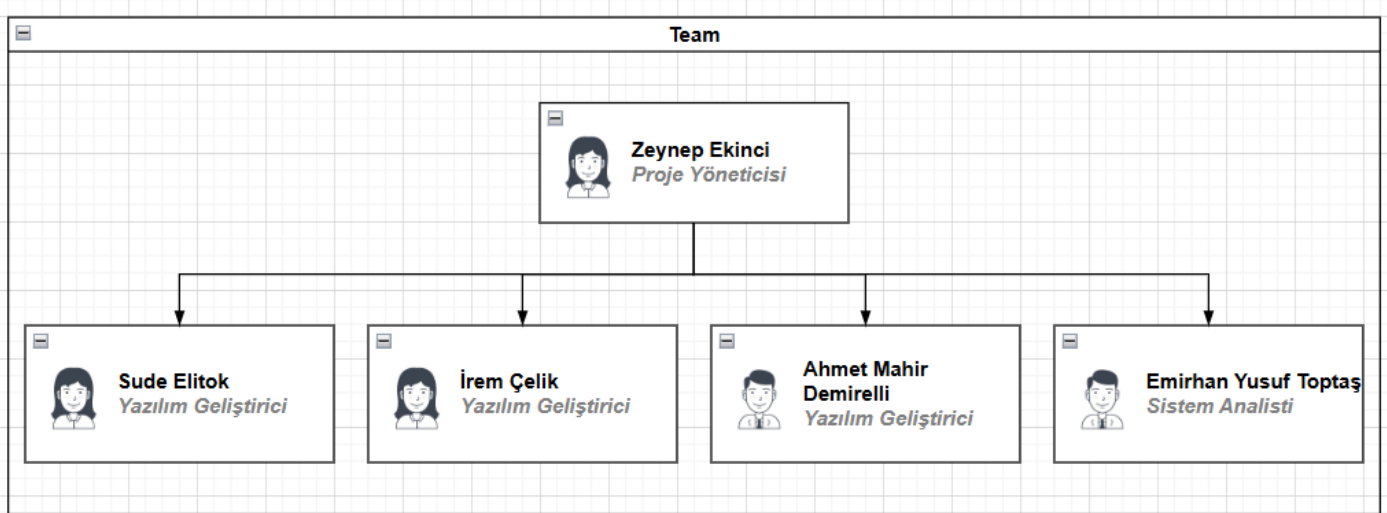 Team
Zeynep Ekinci
Proje Yöneticisi
Sude Elitok
Yazılım Geliştirici
İrem Çelik
Yazılım Geliştirici
Ahmet Mahir
Demirelli
Yazılım Geliştirici
Emirhan Yusuf Toptaş
Sistem Analisti